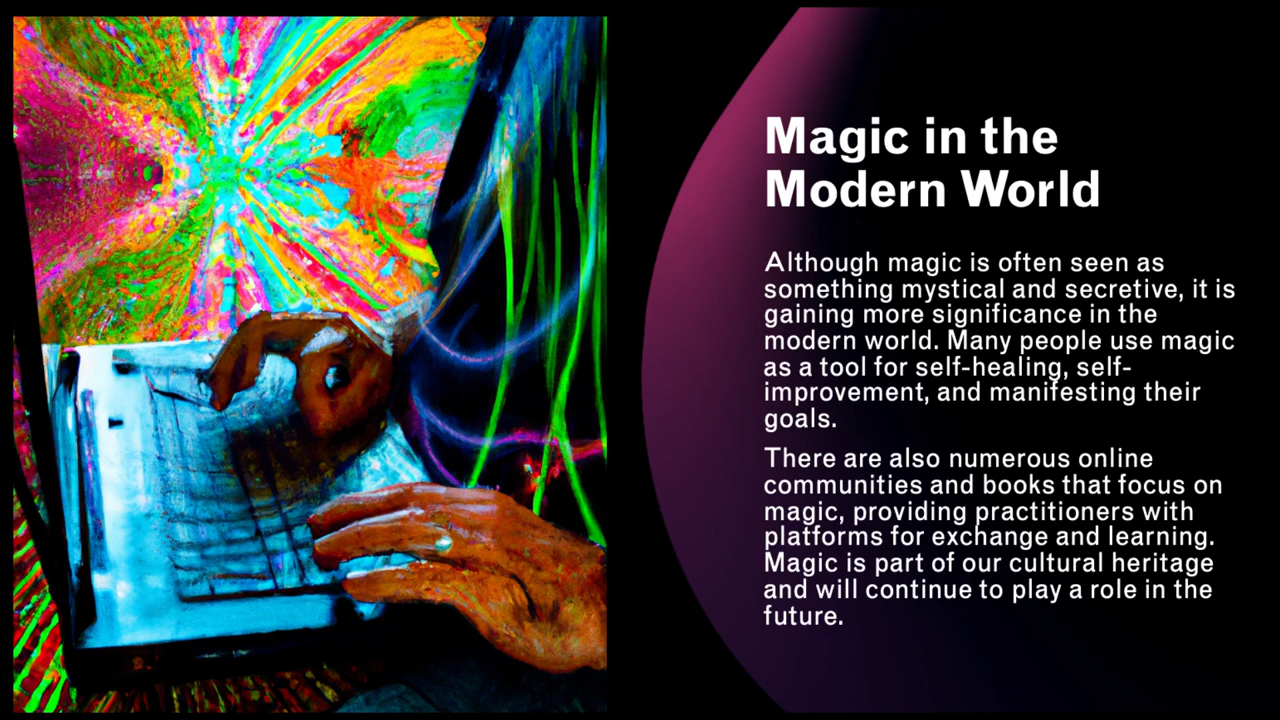 Magic in the
Modern World
Although magic is often seen as
something mystical and secretive, it is
gaining more significance in the
modern world. Many people use magic
as a tool for self-healing, self-
improvement, and manifesting their
goals.
There are also numerous online
communities and books that focus on
magic, providing practitioners with
platforms for exchange and learning.
Magic is part of our cultural heritage
and will continue to play a role in the
future.